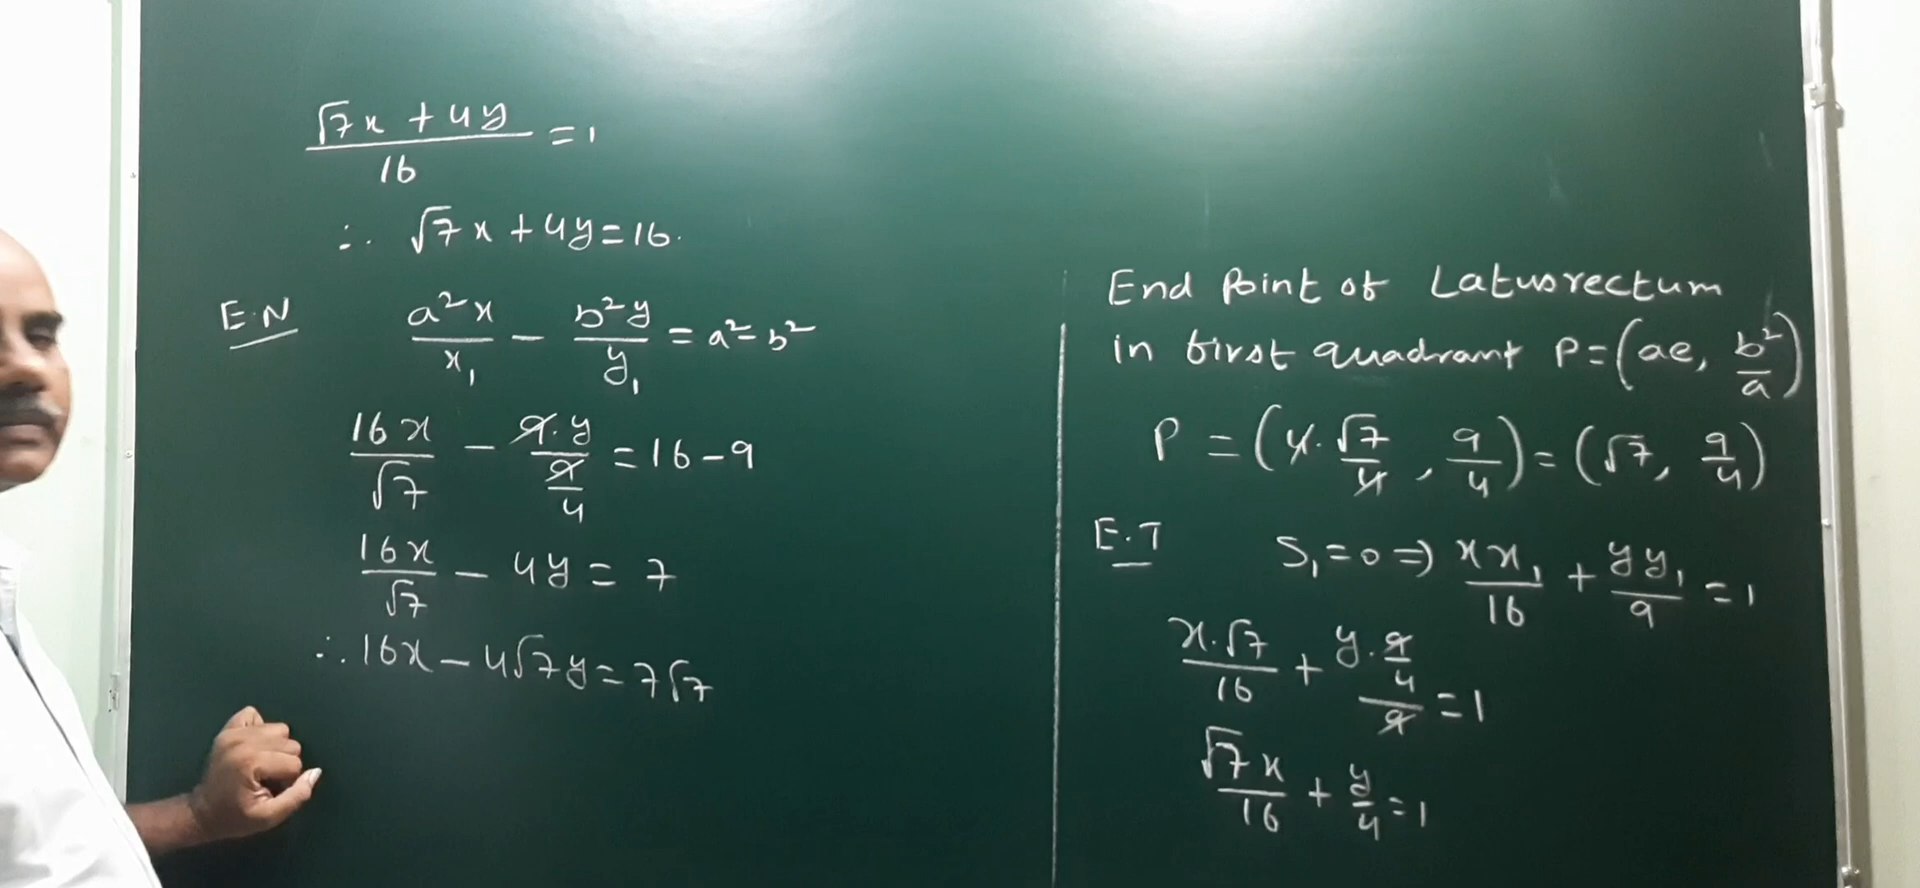 √7x + 4y / 16 = 1
∴ √7x + 4y = 16.
E.N a²x / x₁ − b²y / y₁ = a² − b²
16x / √7 − 9.y / (9/4) = 16 − 9
16x / √7 − 4y = 7
∴ 16x − 4√7y = 7√7
End Point of Latusrectum
in first quadrant P = (ae, b²/a)
P = (4.√7/4, 9/4) = (√7, 9/4)
E.T S₁ = 0 ⇒ xx₁/16 + yy₁/9 = 1
x.√7/16 + y.(9/4)/9 = 1
√7x/16 + y/4 = 1